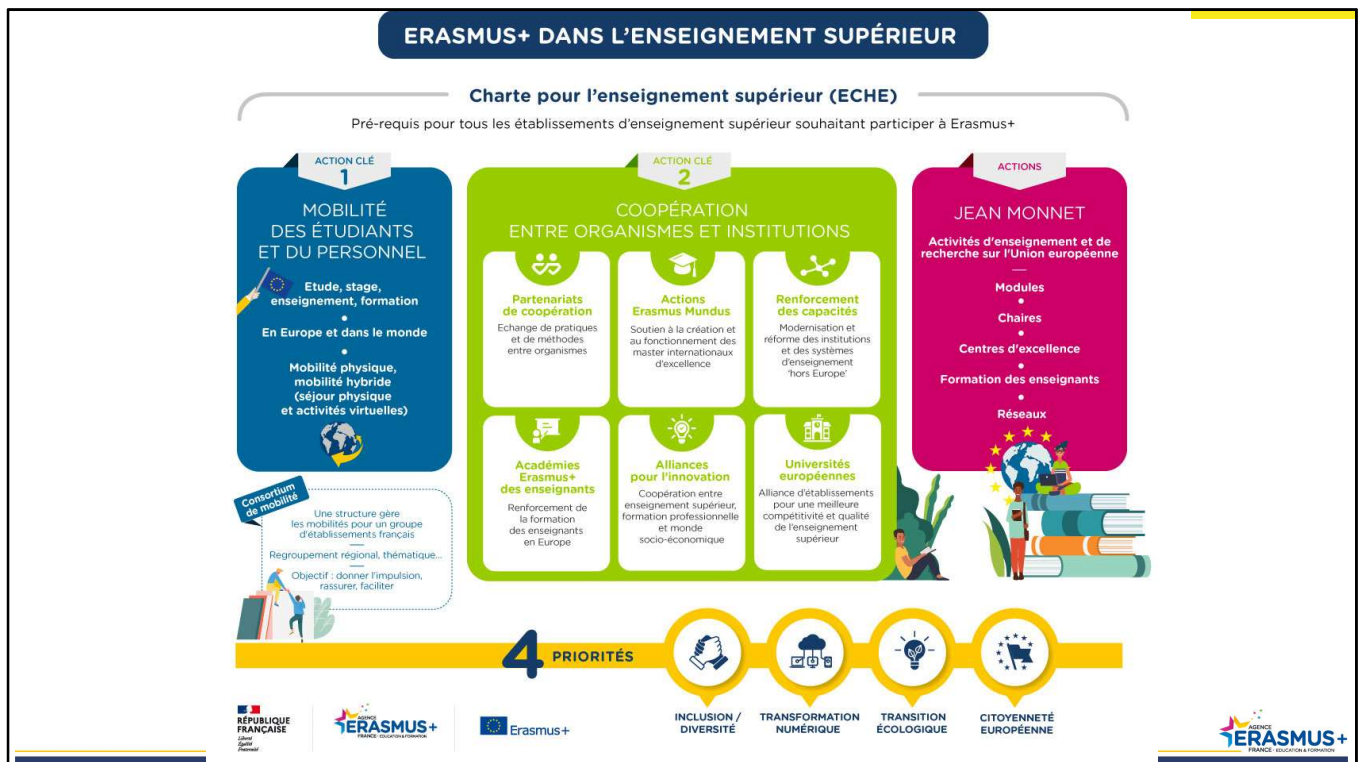 ERASMUS+ DANS L'ENSEIGNEMENT SUPÉRIEUR
Charte pour l'enseignement supérieur (ECHE)
Pré-requis pour tous les établissements d'enseignement supérieur souhaitant participer à Erasmus+
ACTION CLÉ
1
MOBILITÉ
DES ÉTUDIANTS
ET DU PERSONNEL
Etude, stage,
enseignement, formation
En Europe et dans le monde
Mobilité physique,
mobilité hybride
(séjour physique
et activités virtuelles)
Consortium
de mobilité
Une structure gère
les mobilités pour un groupe
d'établissements français
Regroupement régional, thématique...
Objectif : donner l'impulsion,
rassurer, faciliter
ACTION CLÉ
2
COOPÉRATION
ENTRE ORGANISMES ET INSTITUTIONS
Partenariats
de coopération
Echange de pratiques
et de méthodes
entre organismes
Actions
Erasmus Mundus
Soutien à la création et
au fonctionnement des
master internationaux
d'excellence
Renforcement
des capacités
Modernisation et
réforme des institutions
et des systèmes
d'enseignement
'hors Europe'
Académies
Erasmus+
des enseignants
Renforcement de
la formation
des enseignants
en Europe
Alliances
pour l'innovation
Coopération entre
enseignement supérieur,
formation professionnelle
et monde
socio-économique
Universités
européennes
Alliance d'établissements
pour une meilleure
compétitivité et qualité
de l'enseignement
supérieur
ACTIONS
JEAN MONNET
Activités d'enseignement et de
recherche sur l'Union européenne
Modules
Chaires
Centres d'excellence
Formation des enseignants
Réseaux
4 PRIORITÉS
INCLUSION /
DIVERSITÉ
TRANSFORMATION
NUMÉRIQUE
TRANSITION
ÉCOLOGIQUE
CITOYENNETÉ
EUROPÉENNE
RÉPUBLIQUE
FRANÇAISE
Liberté
Égalité
Fraternité
AGENCE
ERASMUS+
FRANCE · EDUCATION & FORMATION
Erasmus+
AGENCE
ERASMUS+
FRANCE · EDUCATION & FORMATION